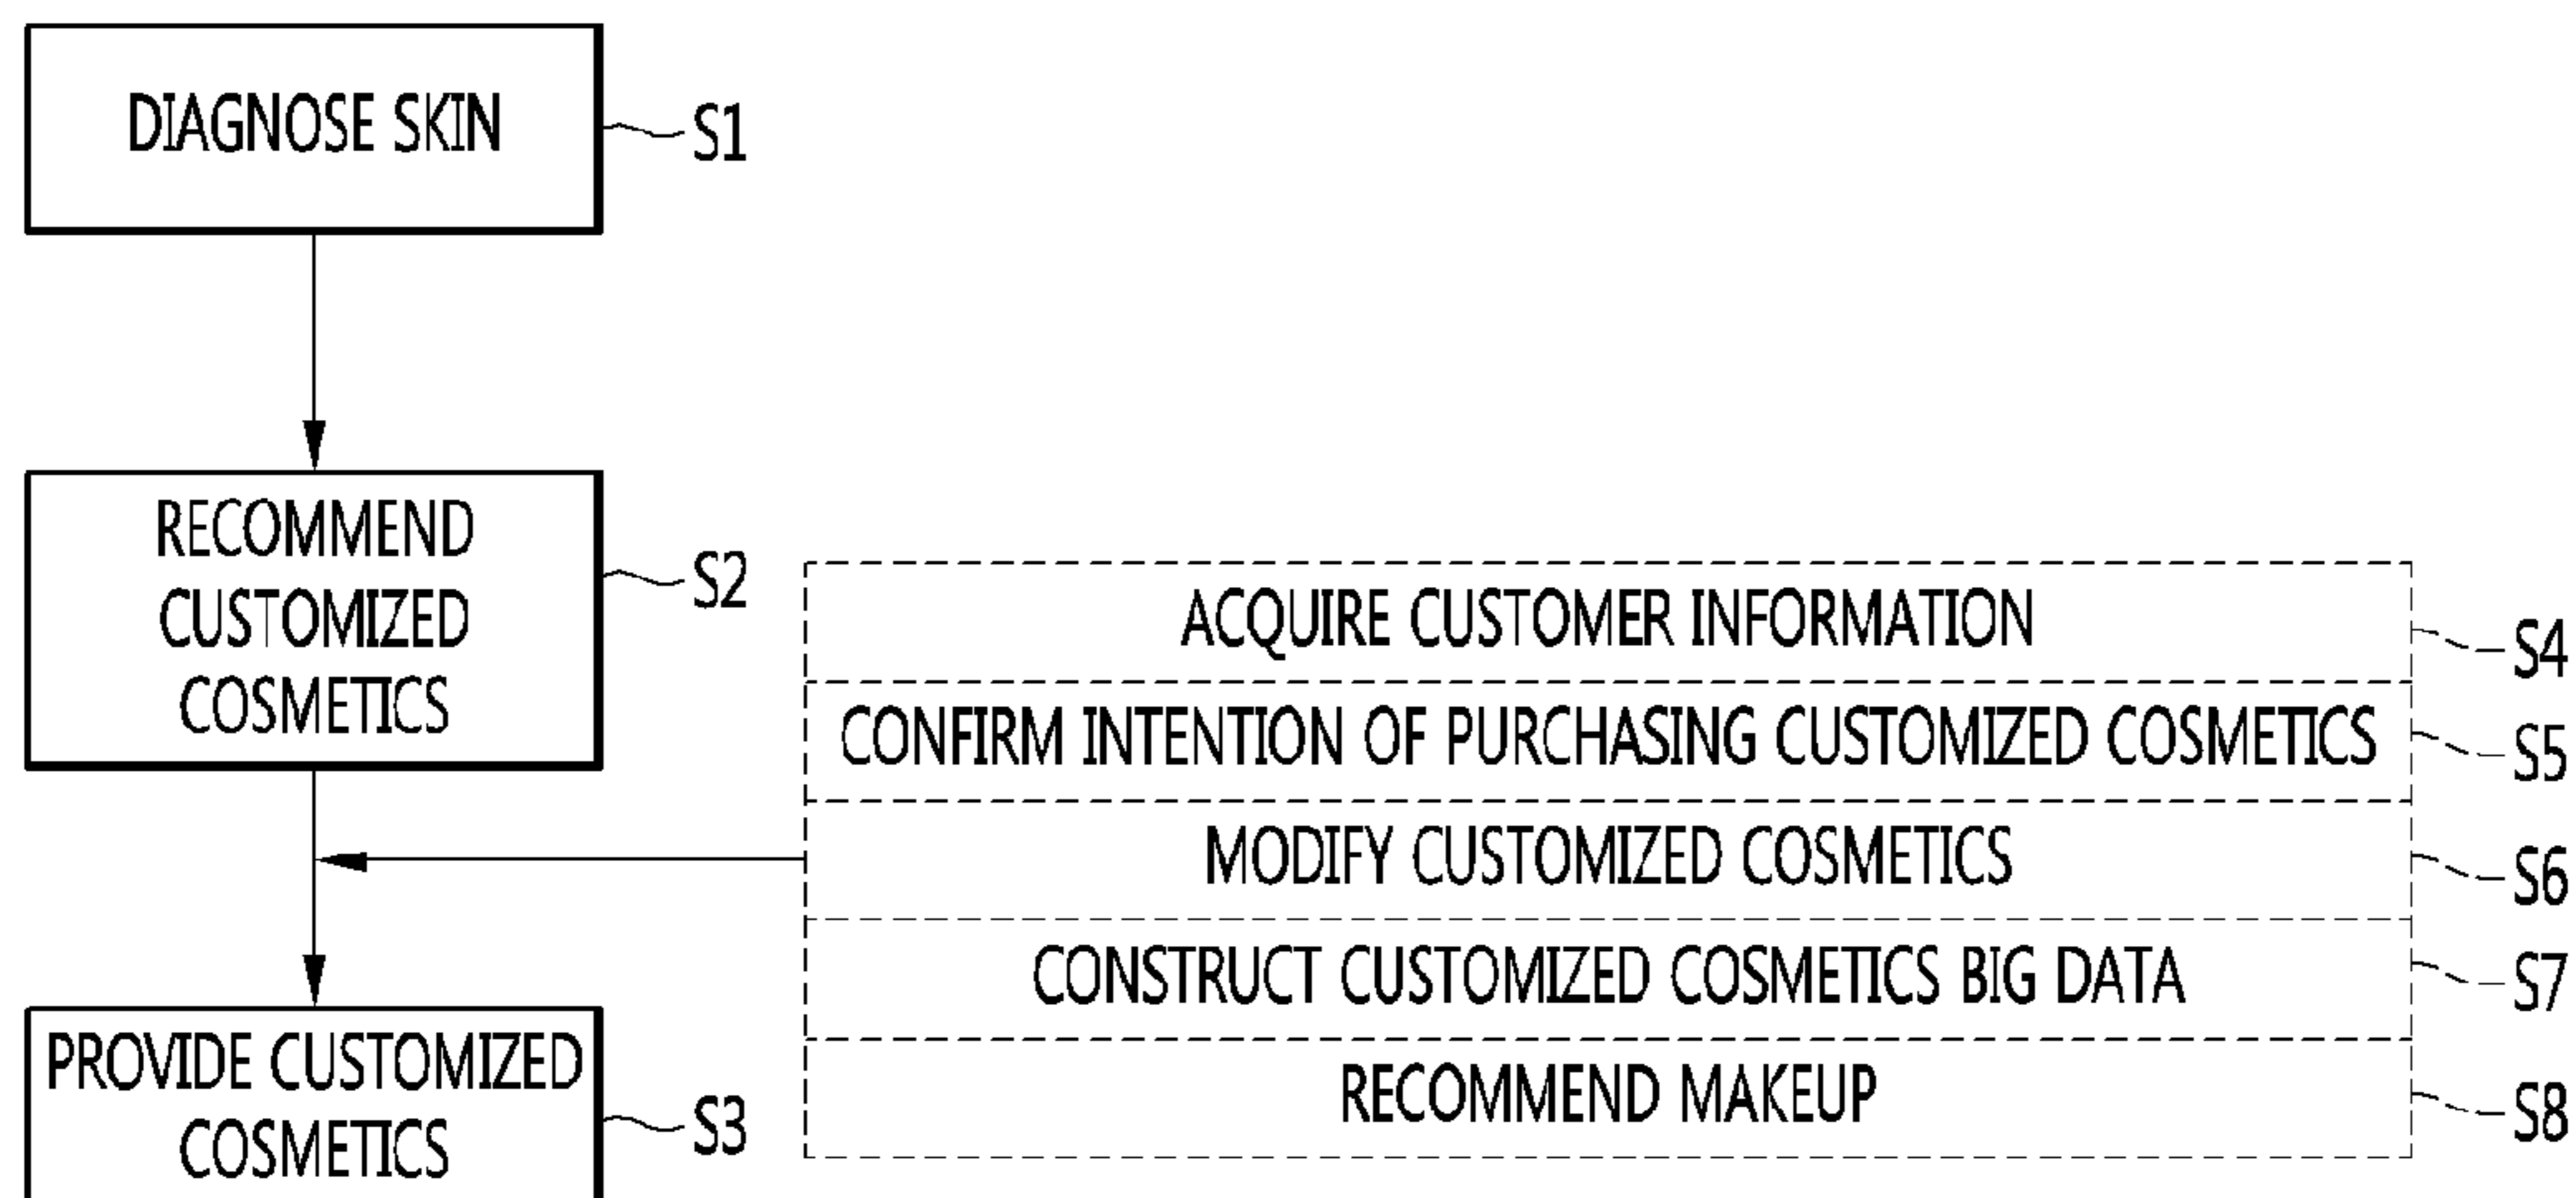 DIAGNOSE SKIN
S1
RECOMMEND
CUSTOMIZED
COSMETICS
S2
ACQUIRE CUSTOMER INFORMATION
S4
CONFIRM INTENTION OF PURCHASING CUSTOMIZED COSMETICS
S5
MODIFY CUSTOMIZED COSMETICS
S6
CONSTRUCT CUSTOMIZED COSMETICS BIG DATA
S7
RECOMMEND MAKEUP
S8
PROVIDE CUSTOMIZED
COSMETICS
S3